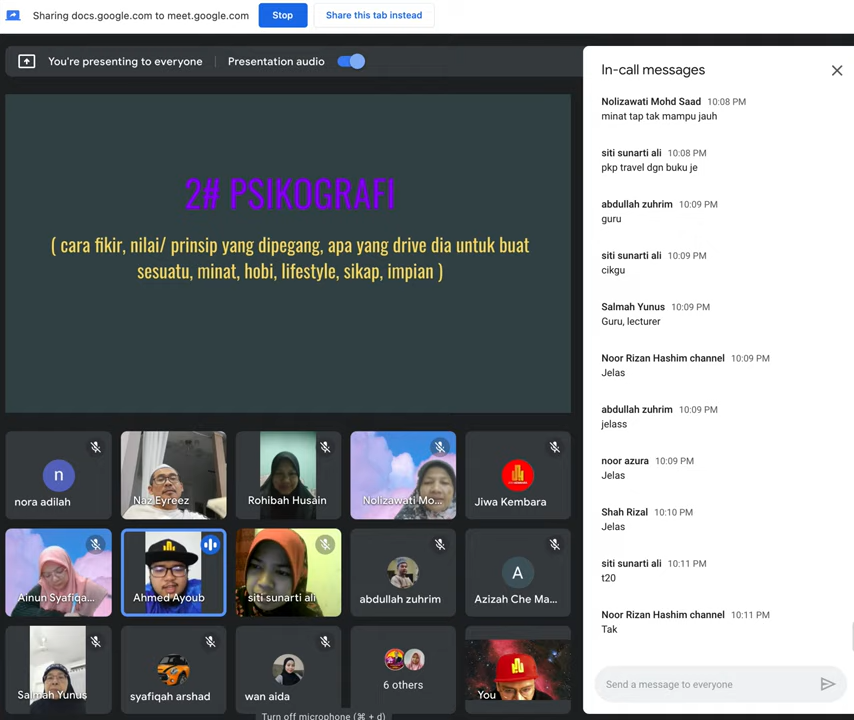 Sharing docs.google.com to meet.google.com
Stop
Share this tab instead
You're presenting to everyone
Presentation audio
2# PSIKOGRAFI
( cara fikir, nilai/ prinsip yang dipegang, apa yang drive dia untuk buat
sesuatu, minat, hobi, lifestyle, sikap, impian )
n
nora adilah
Naz Eyreez
Rohibah Husain
Nolizawati Mo...
Jiwa Kembara
Ainun Syafiqa...
Ahmed Ayoub
siti sunarti ali
abdullah zuhrim
A
Azizah Che Ma...
Salmah Yunus
syafiqah arshad
wan aida
6 others
You
Turn off microphone (⌘ + d)
In-call messages
Nolizawati Mohd Saad 10:08 PM
minat tap tak mampu jauh
siti sunarti ali 10:08 PM
pkp travel dgn buku je
abdullah zuhrim 10:09 PM
guru
siti sunarti ali 10:09 PM
cikgu
Salmah Yunus 10:09 PM
Guru, lecturer
Noor Rizan Hashim channel 10:09 PM
Jelas
abdullah zuhrim 10:09 PM
jelass
noor azura 10:09 PM
Jelas
Shah Rizal 10:10 PM
Jelas
siti sunarti ali 10:11 PM
t20
Noor Rizan Hashim channel 10:11 PM
Tak
Send a message to everyone